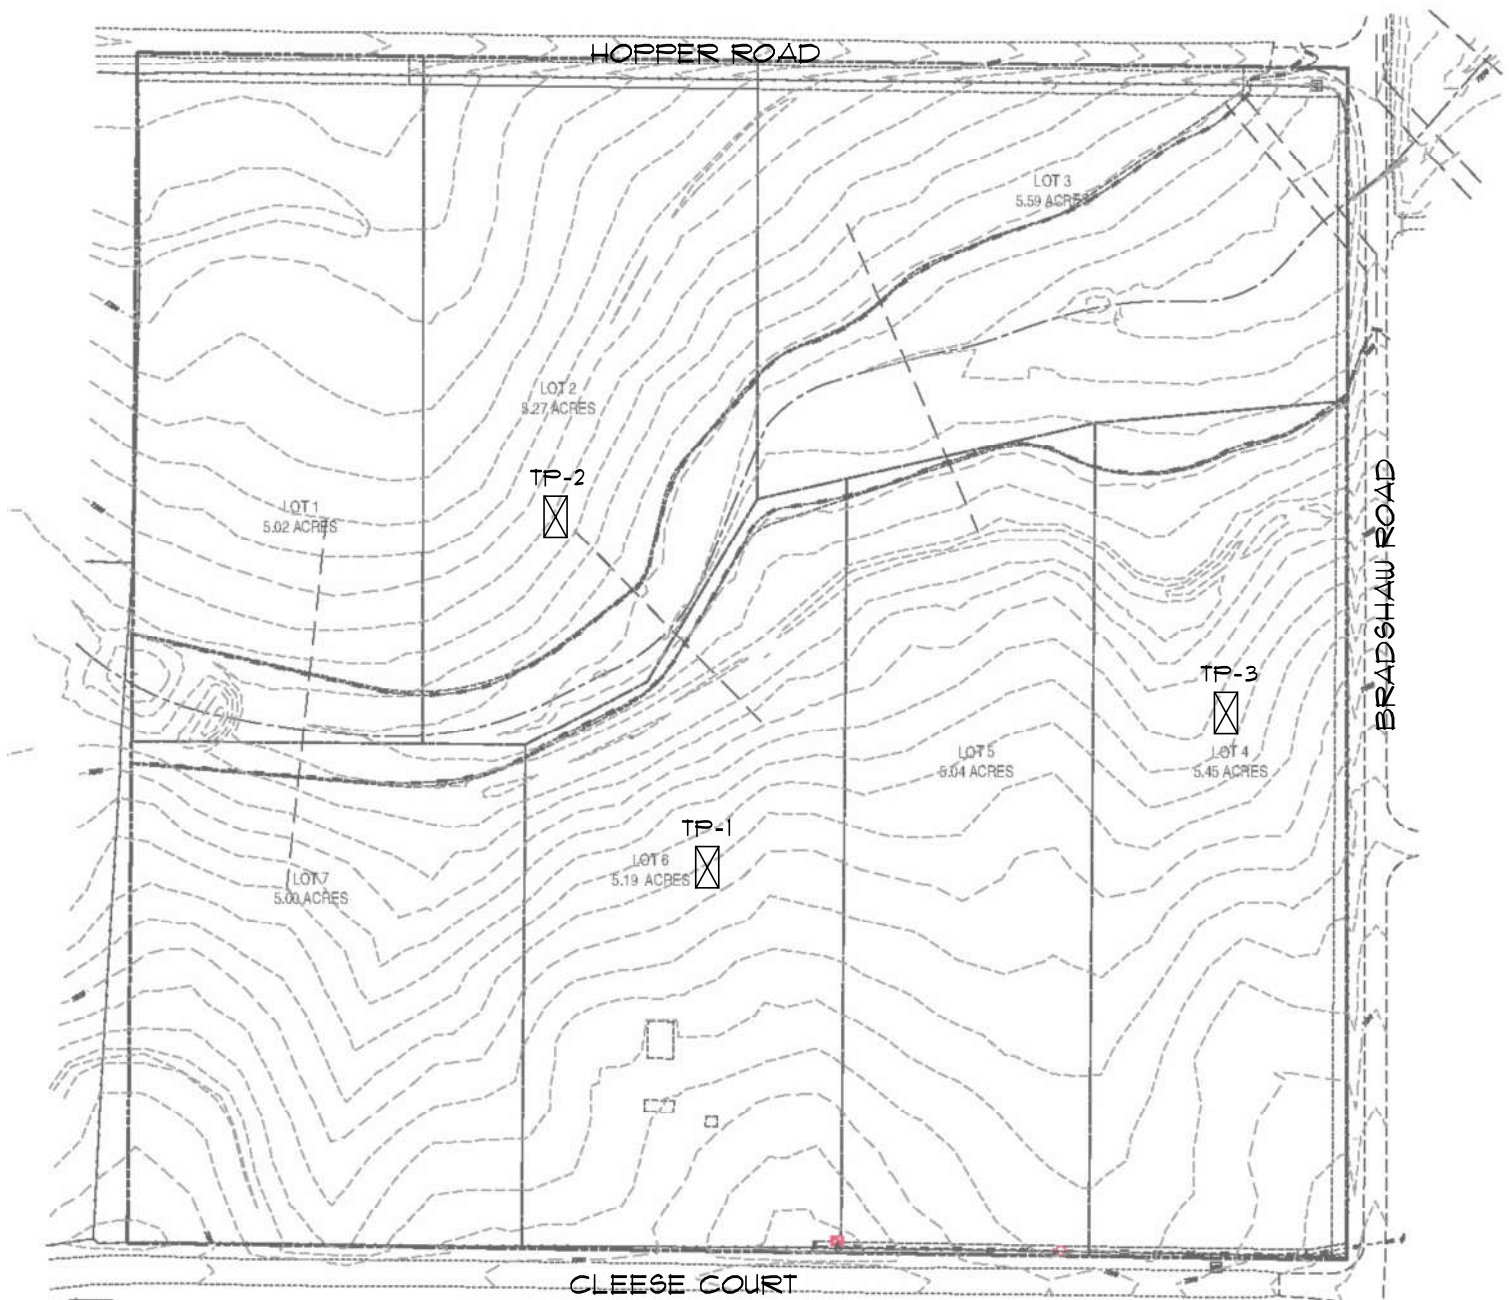 HOPPER ROAD
LOT 3
5.59 ACRES
LOT 2
5.27 ACRES
TP-2
LOT 1
5.02 ACRES
BRADSHAW ROAD
TP-3
LOT 5
5.04 ACRES
LOT 4
5.45 ACRES
TP-1
LOT 6
5.19 ACRES
LOT 7
5.00 ACRES
CLEESE COURT